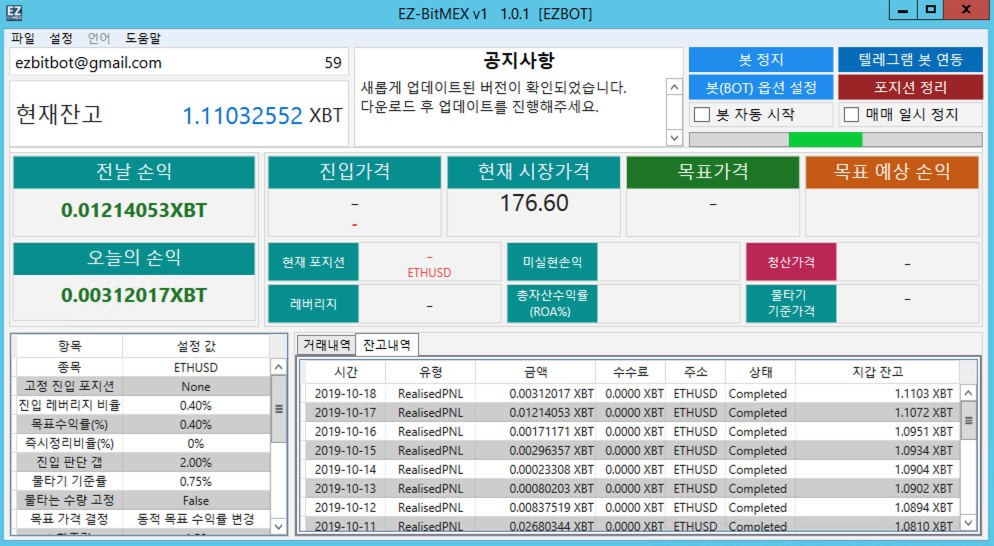 EZ
EZ-BitMEX v1 1.0.1 [EZBOT]
파일 설정 언어 도움말
ezbitbot@gmail.com 59
현재잔고 1.11032552 XBT
공지사항
새롭게 업데이트된 버전이 확인되었습니다.
다운로드 후 업데이트를 진행해주세요.
봇 정지 텔레그램 봇 연동
봇(BOT) 옵션 설정 포지션 정리
봇 자동 시작 매매 일시 정지
전날 손익
0.01214053XBT
오늘의 손익
0.00312017XBT
진입가격 현재 시장가격 목표가격 목표 예상 손익
- 176.60 -
-
현재 포지션 - 미실현손익 청산가격 -
ETHUSD
레버리지 - 총자산수익률 물타기 -
(ROA%) 기준가격
항목 설정 값
종목 ETHUSD
고정 진입 포지션 None
진입 레버리지 비율 0.40%
목표수익률(%) 0.40%
즉시정리비율(%) 0%
진입 판단 갭 2.00%
물타기 기준률 0.75%
물타는 수량 고정 False
목표 가격 결정 동적 목표 수익률 변경
거래내역 잔고내역
시간 유형 금액 수수료 주소 상태 지갑 잔고
2019-10-18 RealisedPNL 0.00312017 XBT 0.0000 XBT ETHUSD Completed 1.1103 XBT
2019-10-17 RealisedPNL 0.01214053 XBT 0.0000 XBT ETHUSD Completed 1.1072 XBT
2019-10-16 RealisedPNL 0.00171171 XBT 0.0000 XBT ETHUSD Completed 1.0951 XBT
2019-10-15 RealisedPNL 0.00296357 XBT 0.0000 XBT ETHUSD Completed 1.0934 XBT
2019-10-14 RealisedPNL 0.00023308 XBT 0.0000 XBT ETHUSD Completed 1.0904 XBT
2019-10-13 RealisedPNL 0.00080203 XBT 0.0000 XBT ETHUSD Completed 1.0902 XBT
2019-10-12 RealisedPNL 0.00837519 XBT 0.0000 XBT ETHUSD Completed 1.0894 XBT
2019-10-11 RealisedPNL 0.02680344 XBT 0.0000 XBT ETHUSD Completed 1.0810 XBT